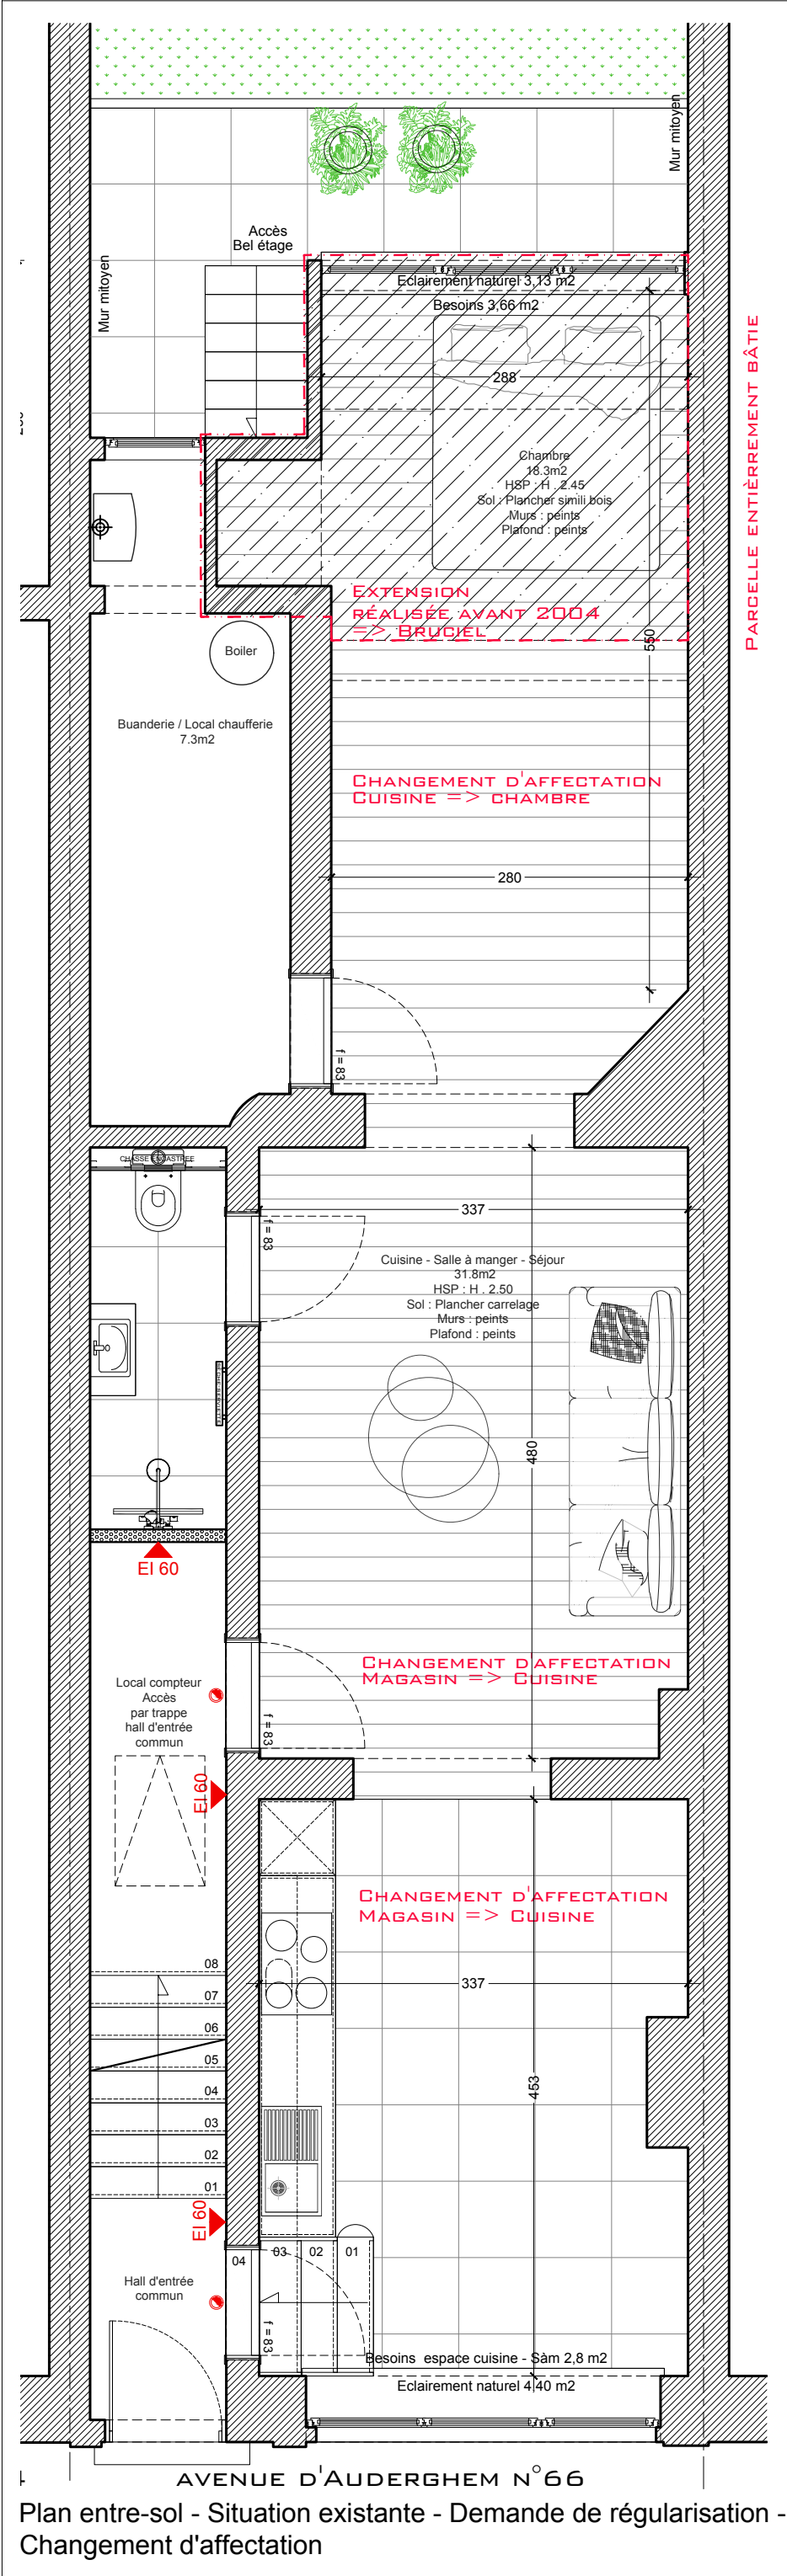 Mur mitoyen
Accès
Bel étage
Mur mitoyen
Eclairement naturel 3,13 m2
Besoins 3,66 m2
288
Chambre
18.3m2
HSP : H . 2.45
Sol : Plancher simili bois
Murs : peints
Plafond : peints
PARCELLE ENTIÈRREMENT BÂTIE
EXTENSION
RÉALISÉE AVANT 2004
=> BRUCIEL
550
Boiler
Buanderie / Local chaufferie
7.3m2
CHANGEMENT D'AFFECTATION
CUISINE => CHAMBRE
280
f = 83
CHASSE ENCASTREE
337
f = 83
Cuisine - Salle à manger - Séjour
31.8m2
HSP : H . 2.50
Sol : Plancher carrelage
Murs : peints
Plafond : peints
480
EI 60
CHANGEMENT D'AFFECTATION
MAGASIN => CUISINE
Local compteur
Accès
par trappe
hall d'entrée
commun
f = 83
EI 60
CHANGEMENT D'AFFECTATION
MAGASIN => CUISINE
337
08
07
06
05
04
03
02
01
453
EI 60
04
03
02
01
Hall d'entrée
commun
f = 83
Besoins espace cuisine - Sàm 2,8 m2
Eclairement naturel 4,40 m2
AVENUE D'AUDERGHEM N°66
Plan entre-sol - Situation existante - Demande de régularisation -
Changement d'affectation